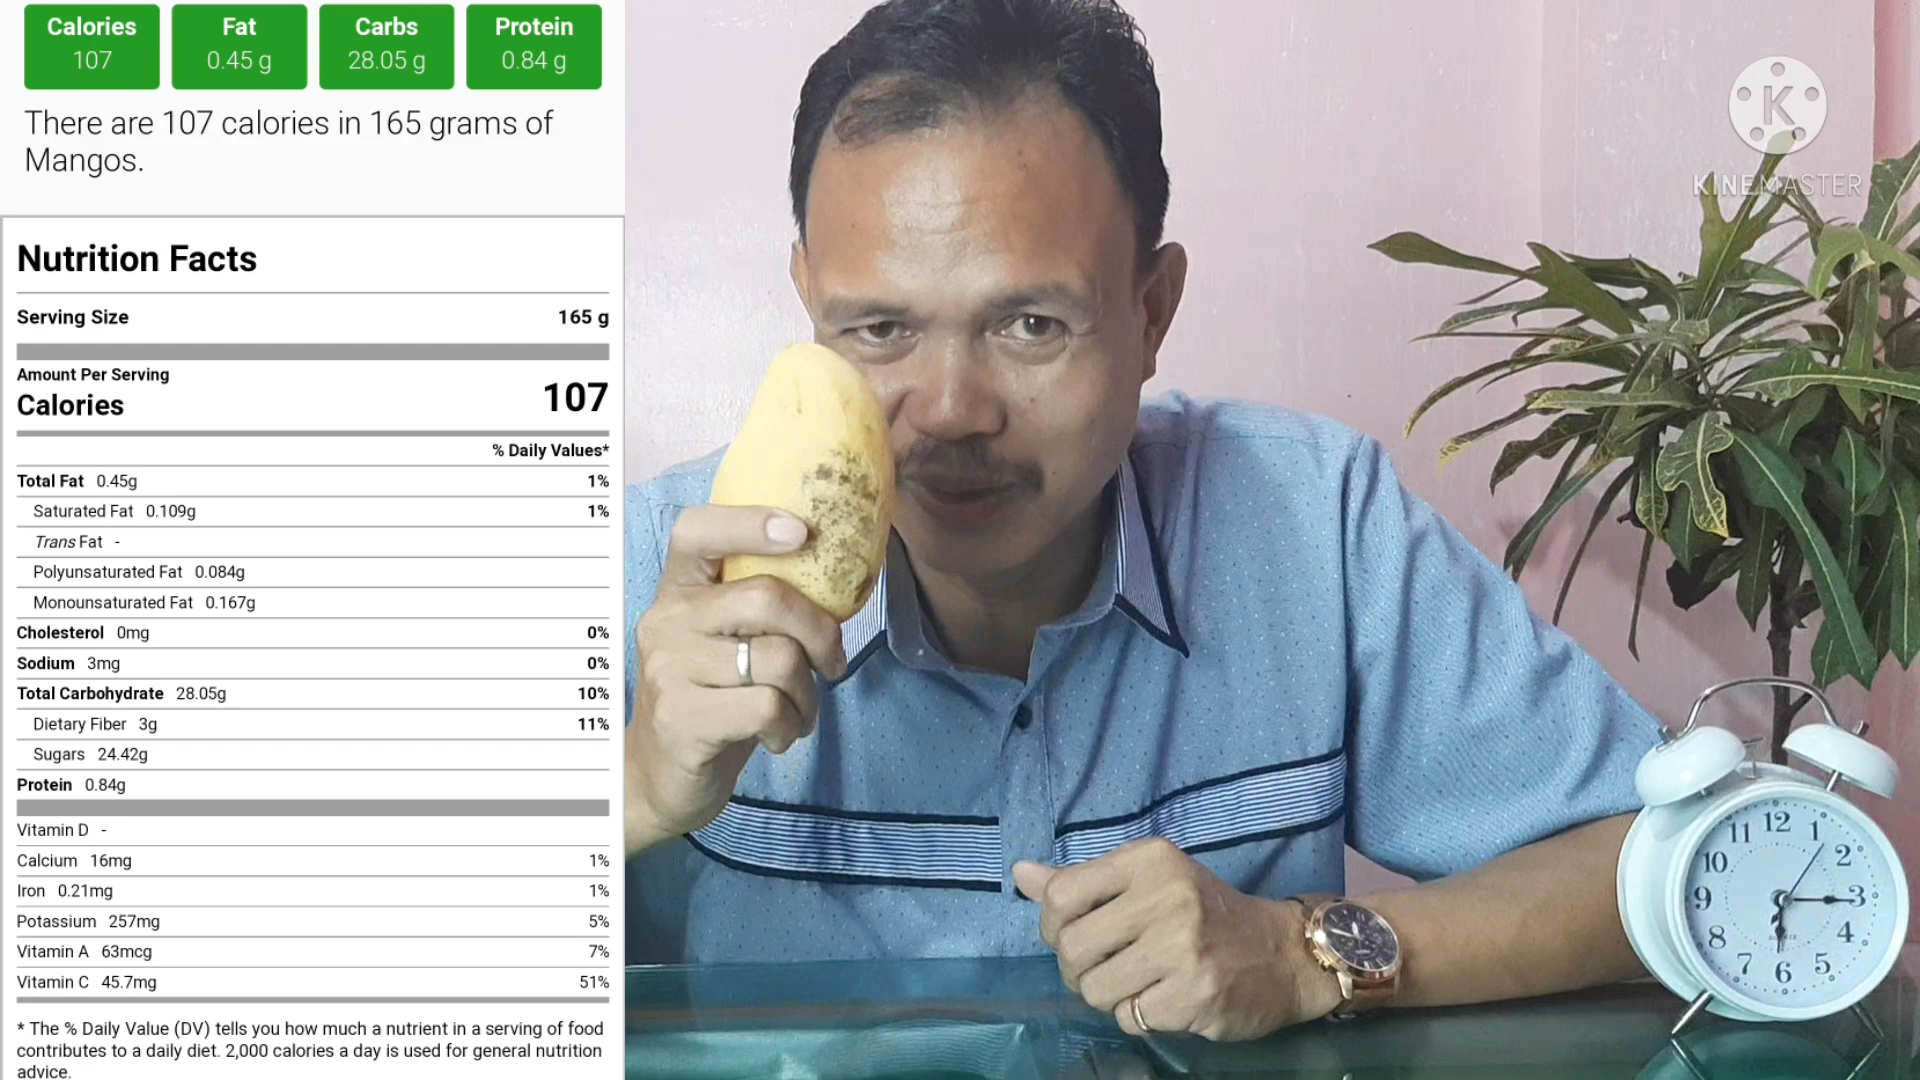 Calories
107
Fat
0.45 g
Carbs
28.05 g
Protein
0.84 g
There are 107 calories in 165 grams of
Mangos.
Nutrition Facts
Serving Size 165 g
Amount Per Serving
Calories 107
% Daily Values*
Total Fat 0.45g 1%
Saturated Fat 0.109g 1%
Trans Fat -
Polyunsaturated Fat 0.084g
Monounsaturated Fat 0.167g
Cholesterol 0mg 0%
Sodium 3mg 0%
Total Carbohydrate 28.05g 10%
Dietary Fiber 3g 11%
Sugars 24.42g
Protein 0.84g
Vitamin D -
Calcium 16mg 1%
Iron 0.21mg 1%
Potassium 257mg 5%
Vitamin A 63mcg 7%
Vitamin C 45.7mg 51%
* The % Daily Value (DV) tells you how much a nutrient in a serving of food
contributes to a daily diet. 2,000 calories a day is used for general nutrition
advice.
K
KINEMASTER
12
1
2
3
4
5
6
7
8
9
10
11